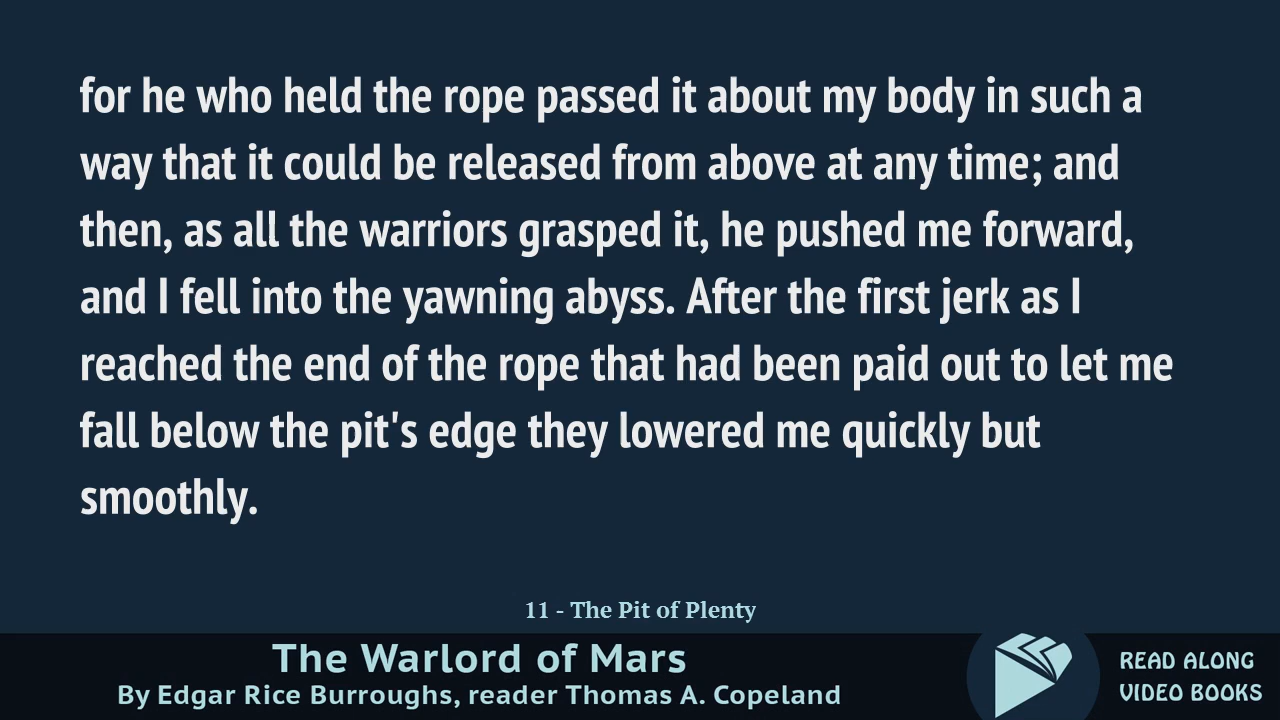 for he who held the rope passed it about my body in such a
way that it could be released from above at any time; and
then, as all the warriors grasped it, he pushed me forward,
and I fell into the yawning abyss. After the first jerk as I
reached the end of the rope that had been paid out to let me
fall below the pit's edge they lowered me quickly but
smoothly.
11 - The Pit of Plenty
The Warlord of Mars
By Edgar Rice Burroughs, reader Thomas A. Copeland
READ ALONG
VIDEO BOOKS